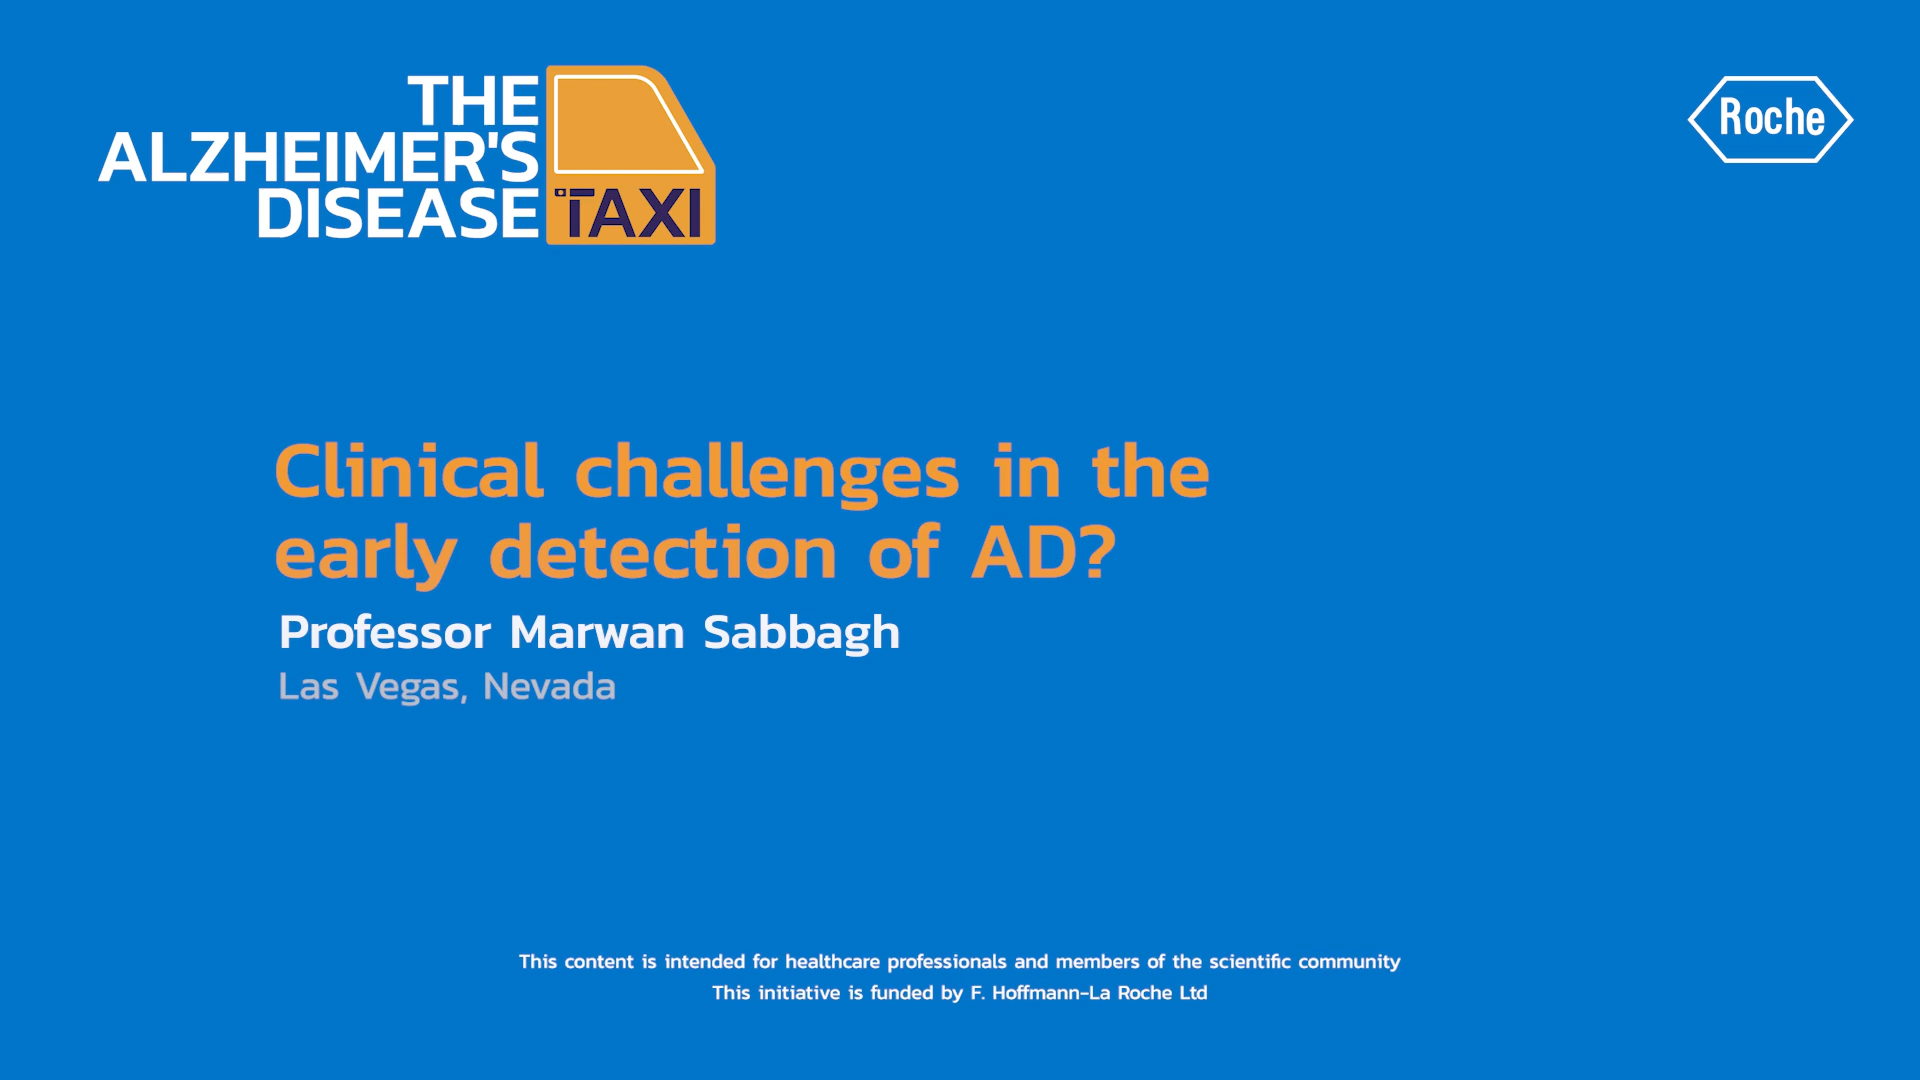 THE
ALZHEIMER'S
DISEASE TAXI
Roche
Clinical challenges in the
early detection of AD?
Professor Marwan Sabbagh
Las Vegas, Nevada
This content is intended for healthcare professionals and members of the scientific community
This initiative is funded by F. Hoffmann-La Roche Ltd